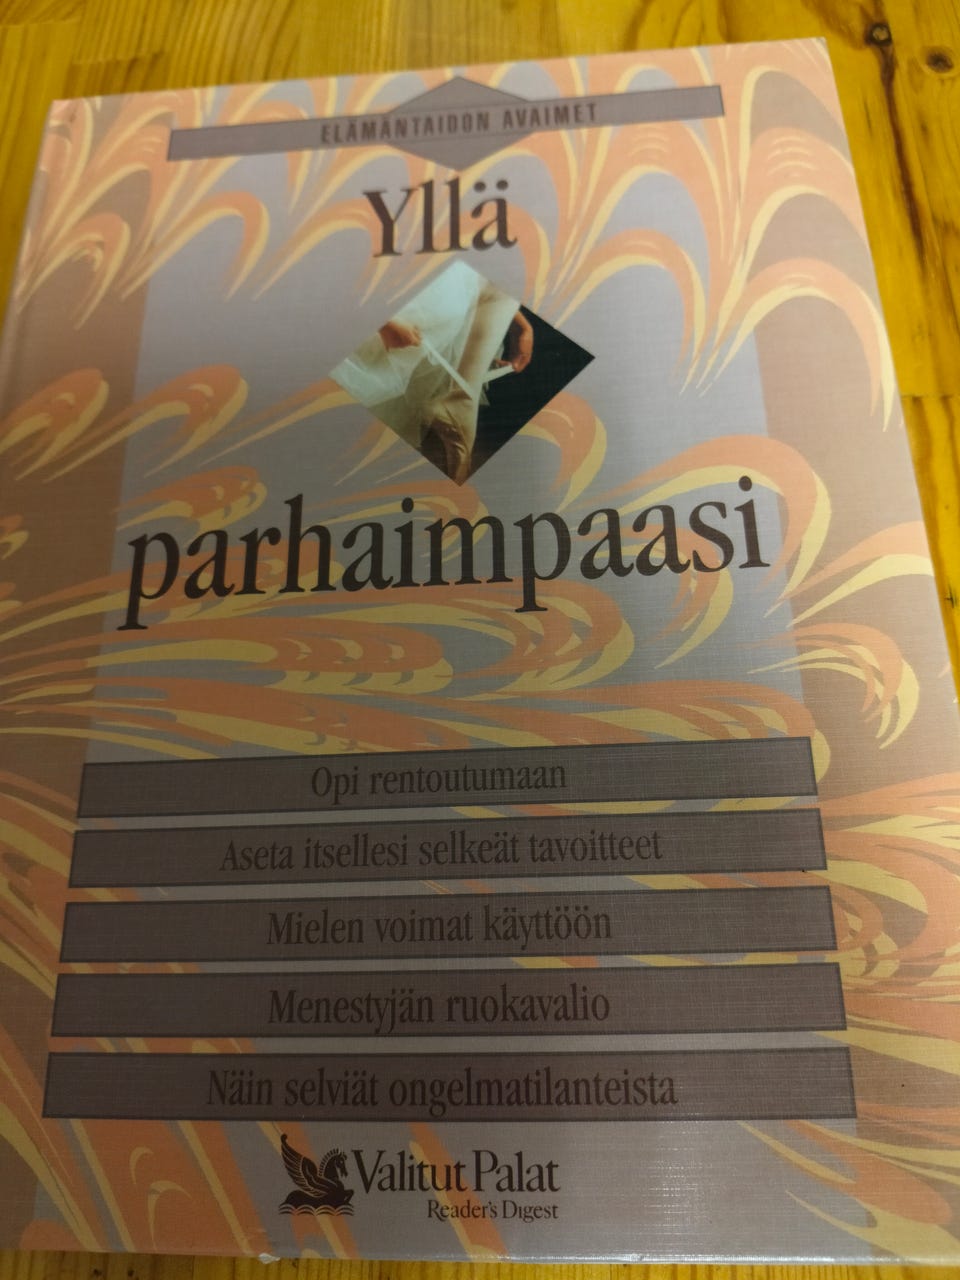 ELÄMÄNTAIDON AVAIMET
Yllä
parhaimpaasi
Opi rentoutumaan
Aseta itsellesi selkeät tavoitteet
Mielen voimat käyttöön
Menestyjän ruokavalio
Näin selviät ongelmatilanteista
Valitut Palat
Reader's Digest